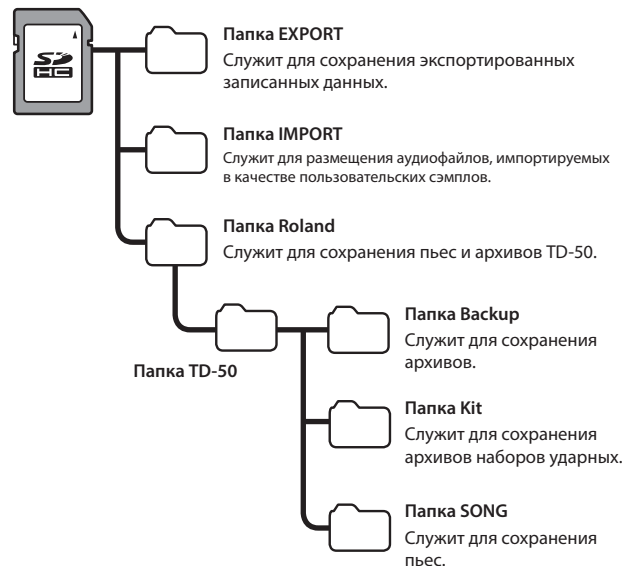 SD
HC
Папка EXPORT
Служит для сохранения экспортированных
записанных данных.
Папка IMPORT
Служит для размещения аудиофайлов, импортируемых
в качестве пользовательских сэмплов.
Папка Roland
Служит для сохранения пьес и архивов TD-50.
Папка TD-50
Папка Backup
Служит для сохранения
архивов.
Папка Kit
Служит для сохранения
архивов наборов ударных.
Папка SONG
Служит для сохранения
пьес.